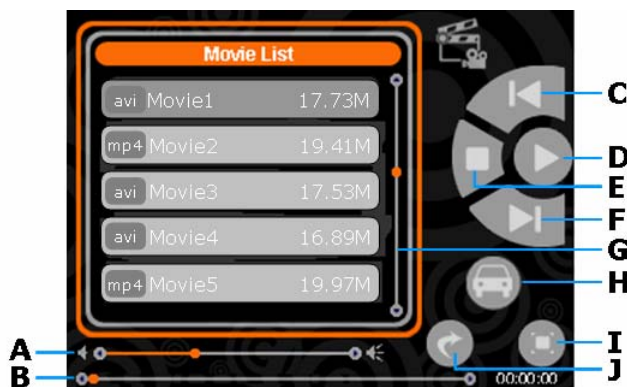 Movie List
avi Movie1 17.73M
mp4 Movie2 19.41M
avi Movie3 17.53M
avi Movie4 16.89M
mp4 Movie5 19.97M
C
D
E
F
G
H
A
I
B
J
00:00:00